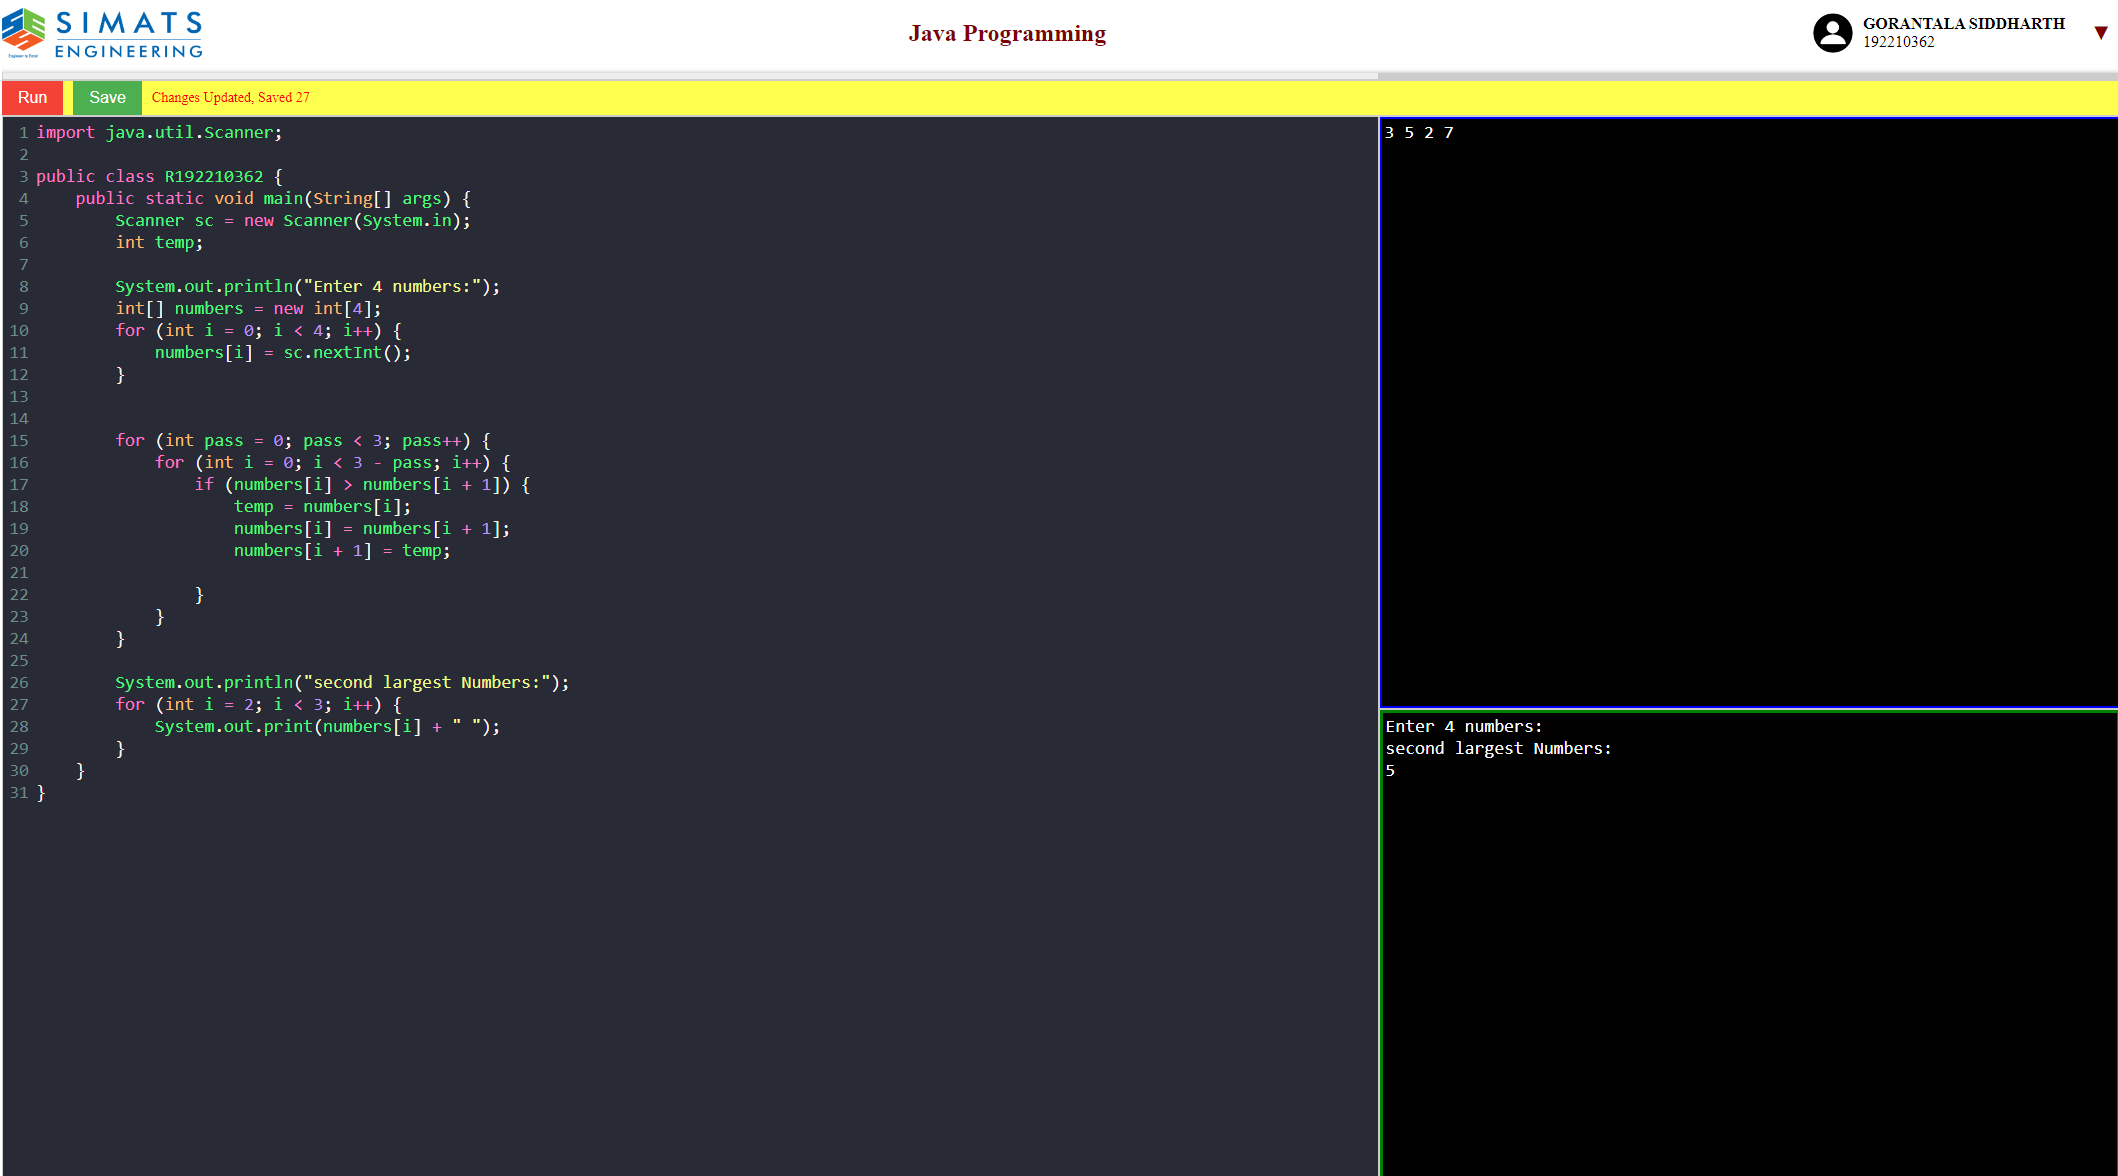 SIMATS
ENGINEERING
Engineer to Excel
Java Programming
GORANTALA SIDDHARTH
192210362
▼
Run
Save
Changes Updated, Saved 27
1 import java.util.Scanner;
2
3 public class R192210362 {
4     public static void main(String[] args) {
5         Scanner sc = new Scanner(System.in);
6         int temp;
7
8         System.out.println("Enter 4 numbers:");
9         int[] numbers = new int[4];
10         for (int i = 0; i < 4; i++) {
11             numbers[i] = sc.nextInt();
12         }
13
14
15         for (int pass = 0; pass < 3; pass++) {
16             for (int i = 0; i < 3 - pass; i++) {
17                 if (numbers[i] > numbers[i + 1]) {
18                     temp = numbers[i];
19                     numbers[i] = numbers[i + 1];
20                     numbers[i + 1] = temp;
21
22                 }
23             }
24         }
25
26         System.out.println("second largest Numbers:");
27         for (int i = 2; i < 3; i++) {
28             System.out.print(numbers[i] + " ");
29         }
30     }
31 }
3 5 2 7
Enter 4 numbers:
second largest Numbers:
5